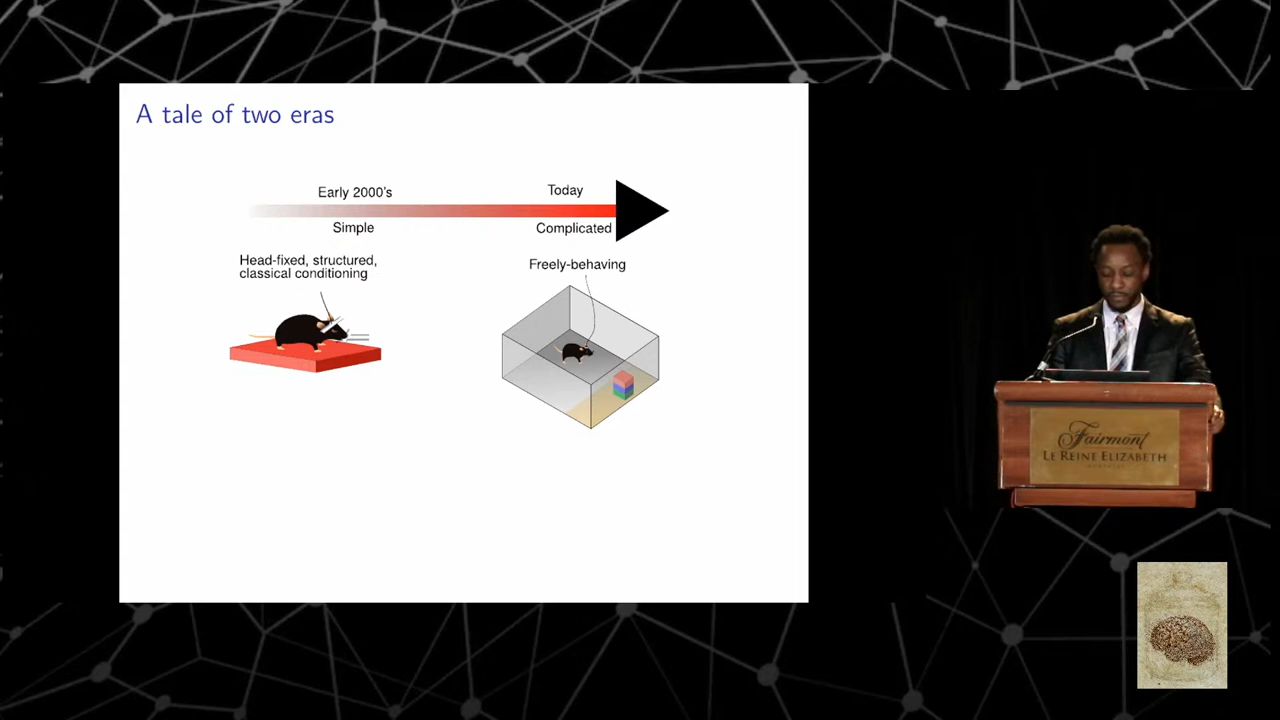 A tale of two eras
Early 2000's
Today
Simple
Complicated
Head-fixed, structured,
classical conditioning
Freely-behaving
Fairmont
LE REINE ELIZABETH